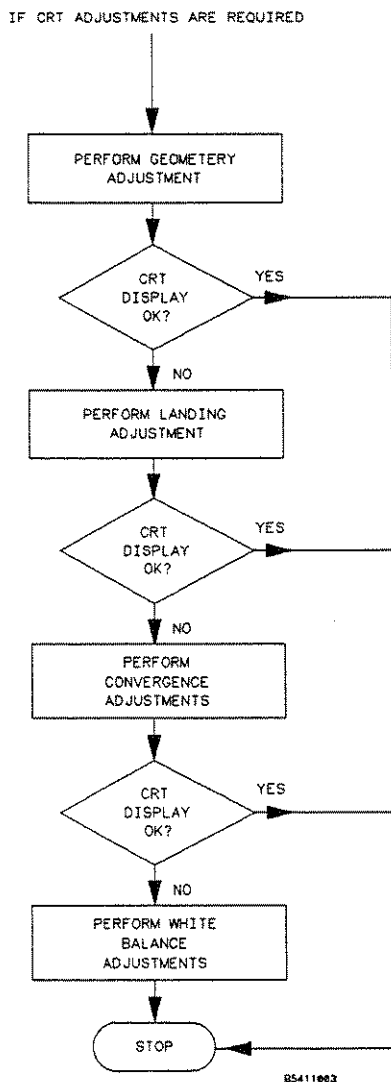 IF CRT ADJUSTMENTS ARE REQUIRED
PERFORM GEOMETERY
ADJUSTMENT
CRT
DISPLAY
OK?
YES
NO
PERFORM LANDING
ADJUSTMENT
CRT
DISPLAY
OK?
YES
NO
PERFORM
CONVERGENCE
ADJUSTMENTS
CRT
DISPLAY
OK?
YES
NO
PERFORM WHITE
BALANCE
ADJUSTMENTS
STOP